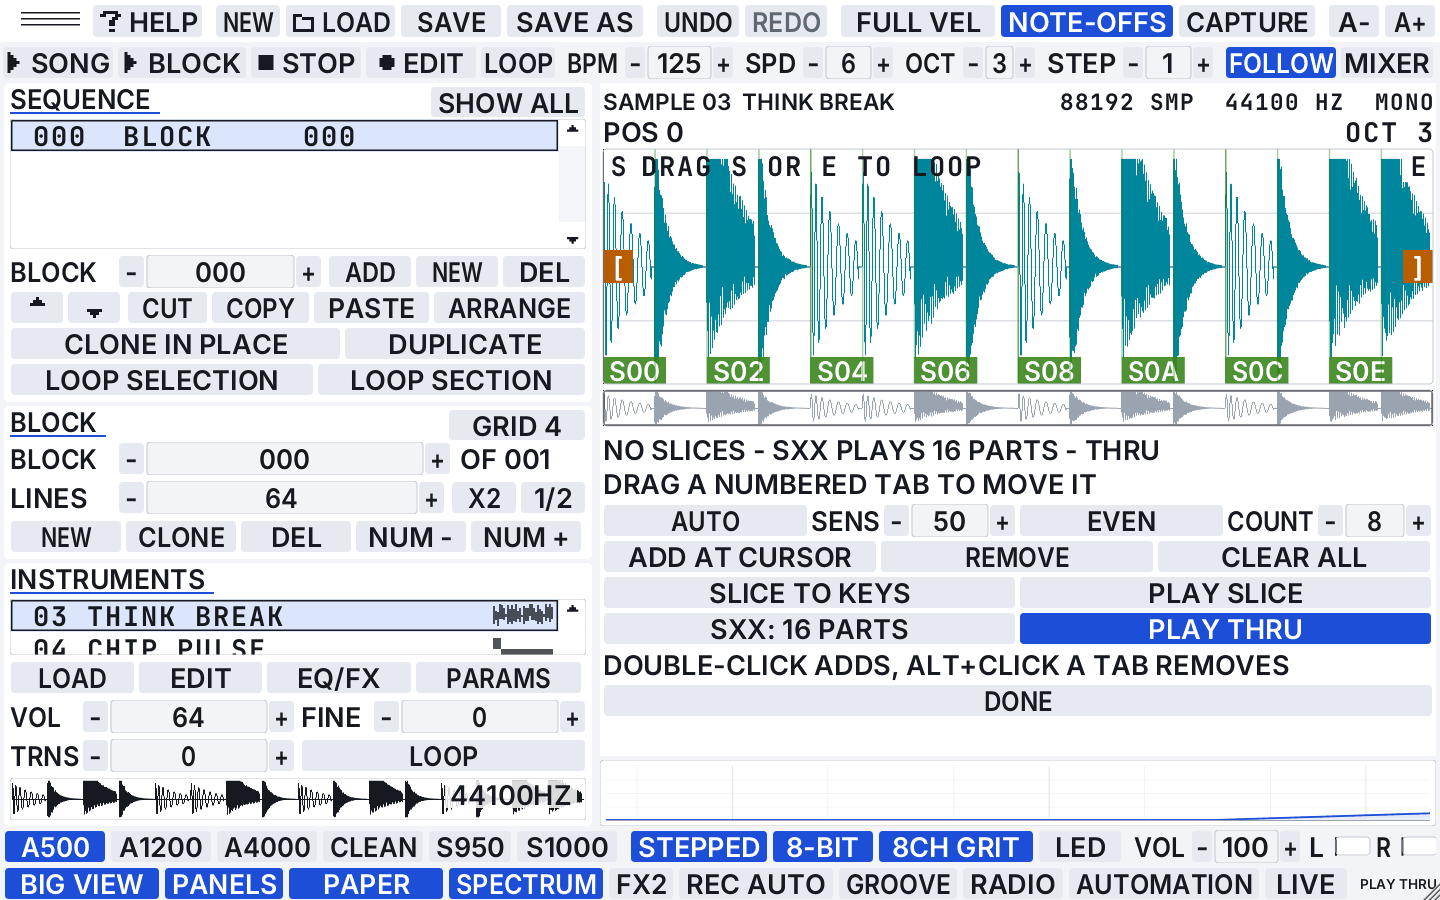 ? HELP NEW LOAD SAVE SAVE AS UNDO REDO FULL VEL NOTE-OFFS CAPTURE A- A+
SONG BLOCK STOP EDIT LOOP BPM - 125 + SPD - 6 + OCT - 3 + STEP - 1 + FOLLOW MIXER
SEQUENCE SHOW ALL
000 BLOCK 000
BLOCK - 000 + ADD NEW DEL
CUT COPY PASTE ARRANGE
CLONE IN PLACE DUPLICATE
LOOP SELECTION LOOP SECTION
BLOCK GRID 4
BLOCK - 000 + OF 001
LINES - 64 + X2 1/2
NEW CLONE DEL NUM - NUM +
INSTRUMENTS
03 THINK BREAK
04 CHIP PULSE
LOAD EDIT EQ/FX PARAMS
VOL - 64 + FINE - 0 +
TRNS - 0 + LOOP
44100HZ
SAMPLE 03 THINK BREAK 88192 SMP 44100 HZ MONO
POS 0 OCT 3
S DRAG S OR E TO LOOP E
[ ]
S00 S02 S04 S06 S08 S0A S0C S0E
NO SLICES - SXX PLAYS 16 PARTS - THRU
DRAG A NUMBERED TAB TO MOVE IT
AUTO SENS - 50 + EVEN COUNT - 8 +
ADD AT CURSOR REMOVE CLEAR ALL
SLICE TO KEYS PLAY SLICE
SXX: 16 PARTS PLAY THRU
DOUBLE-CLICK ADDS, ALT+CLICK A TAB REMOVES
DONE
A500 A1200 A4000 CLEAN S950 S1000 STEPPED 8-BIT 8CH GRIT LED VOL - 100 + L R
BIG VIEW PANELS PAPER SPECTRUM FX2 REC AUTO GROOVE RADIO AUTOMATION LIVE PLAY THRU